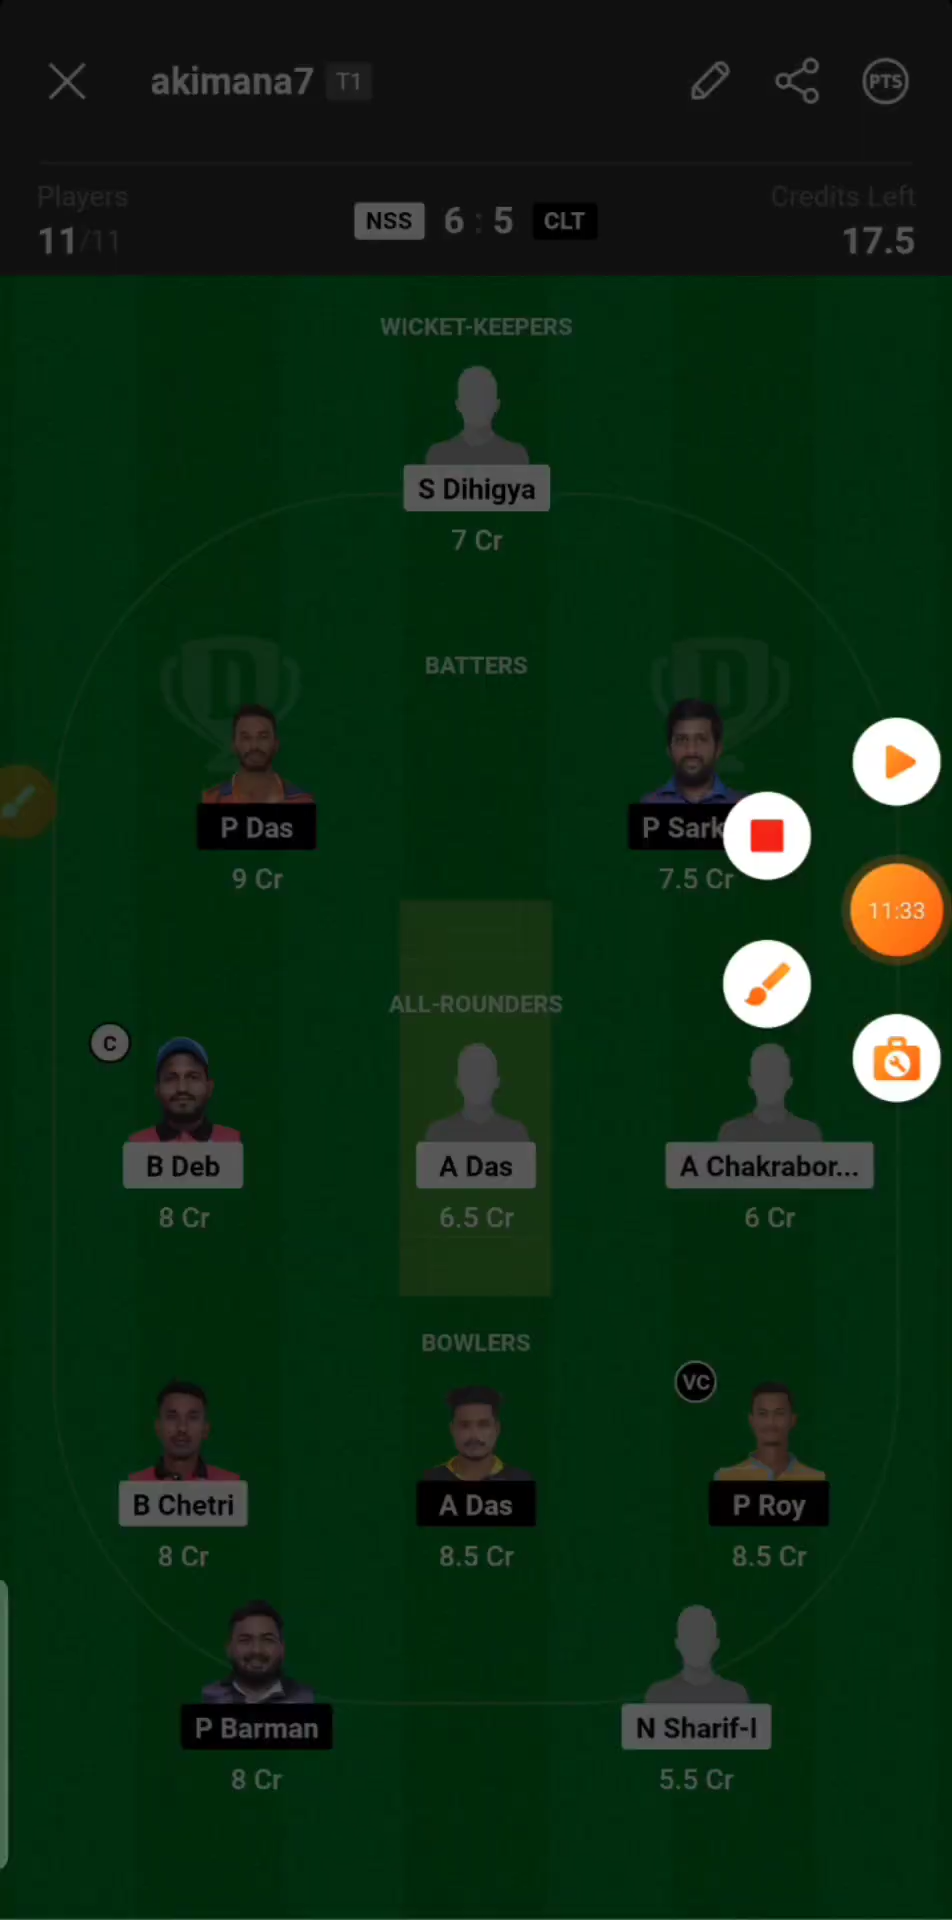 akimana7 T1 PTS
Players Credits Left
11/11 NSS 6 : 5 CLT 17.5
WICKET-KEEPERS
S Dihigya
7 Cr
BATTERS
P Das P Sark
9 Cr 7.5 Cr
11:33
ALL-ROUNDERS
C
B Deb A Das A Chakrabor...
8 Cr 6.5 Cr 6 Cr
BOWLERS
VC
B Chetri A Das P Roy
8 Cr 8.5 Cr 8.5 Cr
P Barman N Sharif-I
8 Cr 5.5 Cr